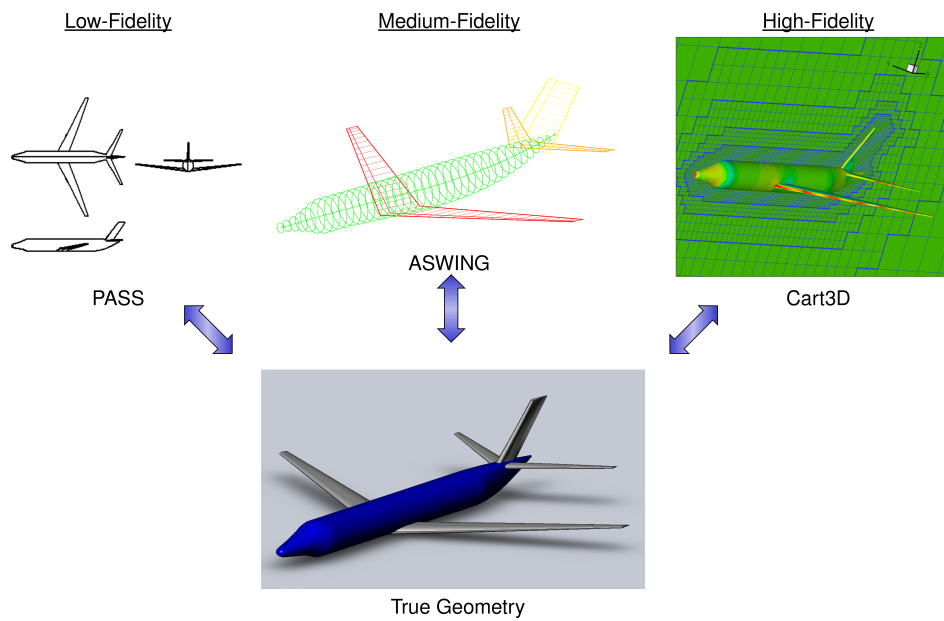 Low-Fidelity
Medium-Fidelity
High-Fidelity
PASS
ASWING
Cart3D
True Geometry